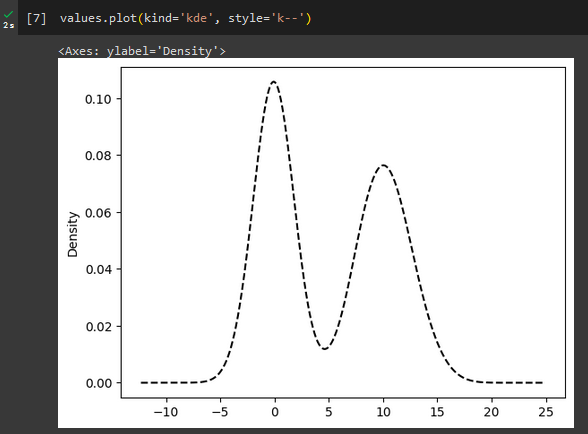 [7] values.plot(kind='kde', style='k--')
2s
<Axes: ylabel='Density'>
0.10
0.08
0.06
0.04
0.02
0.00
Density
−10 −5 0 5 10 15 20 25